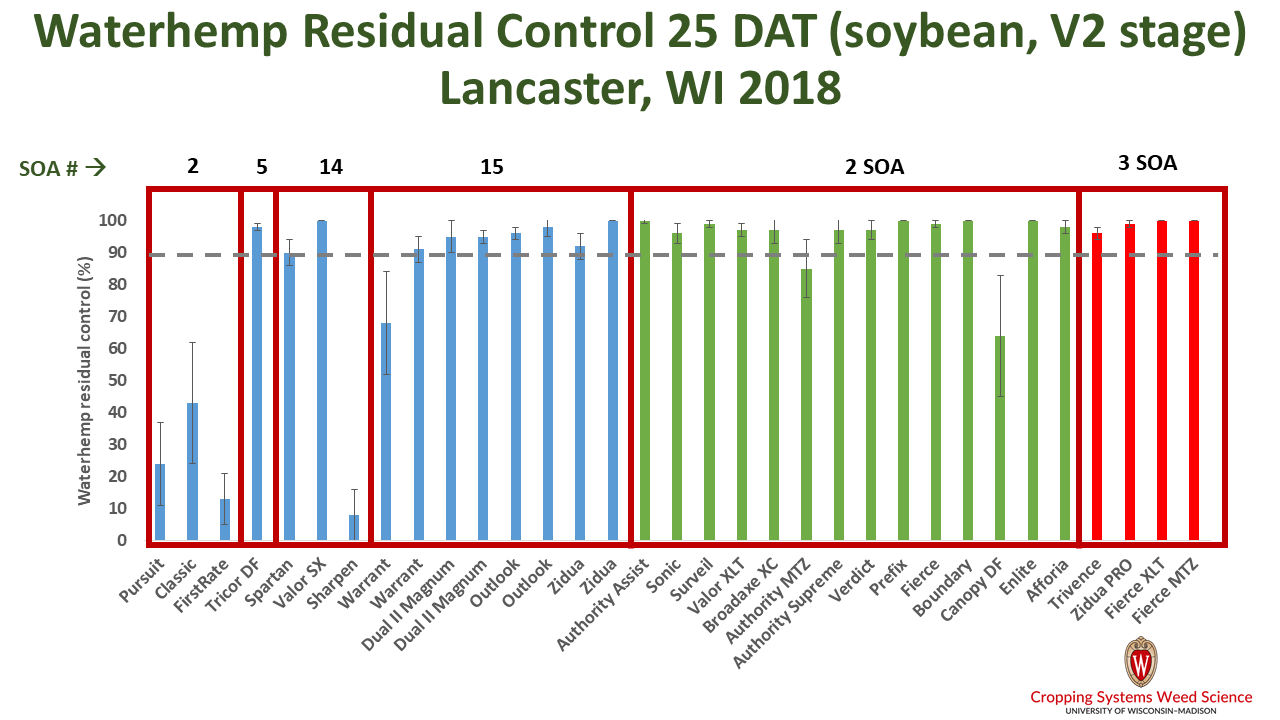 Waterhemp Residual Control 25 DAT (soybean, V2 stage)
Lancaster, WI 2018
SOA # →
2
5
14
15
2 SOA
3 SOA
Waterhemp residual control (%)
100
90
80
70
60
50
40
30
20
10
0
Pursuit
Classic
FirstRate
Tricor DF
Spartan
Valor SX
Sharpen
Warrant
Warrant
Dual II Magnum
Dual II Magnum
Outlook
Outlook
Zidua
Zidua
Authority Assist
Sonic
Surveil
Valor XLT
Broadaxe XC
Authority MTZ
Authority Supreme
Verdict
Prefix
Fierce
Boundary
Canopy DF
Enlite
Afforia
Trivence
Zidua PRO
Fierce XLT
Fierce MTZ
W
Cropping Systems Weed Science
UNIVERSITY OF WISCONSIN–MADISON